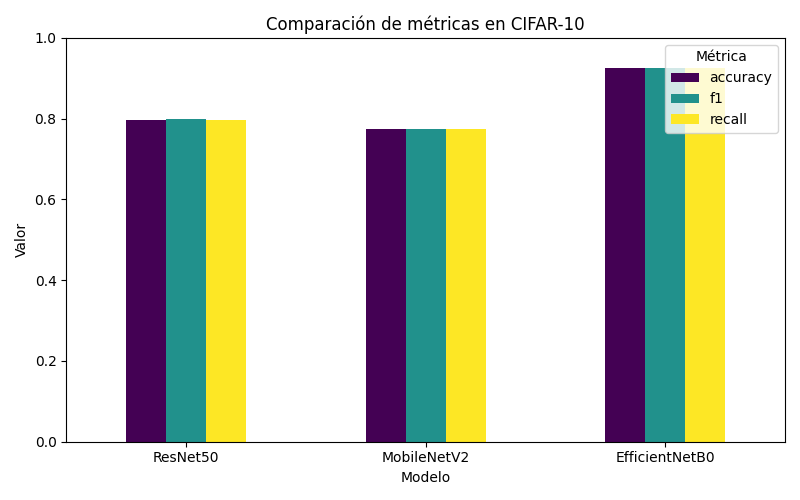 Comparación de métricas en CIFAR-10
Métrica
accuracy
f1
recall
Valor
1.0
0.8
0.6
0.4
0.2
0.0
ResNet50
MobileNetV2
EfficientNetB0
Modelo